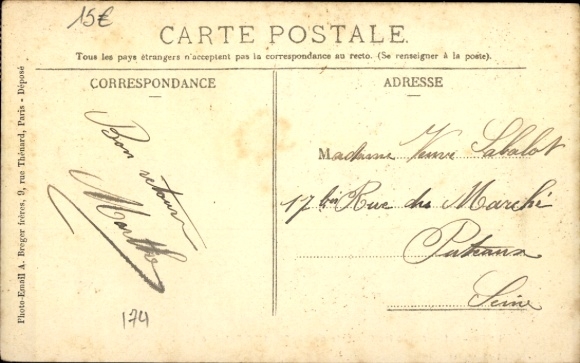 15€
CARTE POSTALE.
Tous les pays étrangers n'acceptent pas la correspondance au recto. (Se renseigner à la poste).
CORRESPONDANCE
Bon retour
Marthe
174
ADRESSE
Madame Veuve Sabalot
17 bis Rue du Marché
Puteaux
Seine
Photo-Email A. Breger frères, 9, rue Thénard, Paris - Déposé